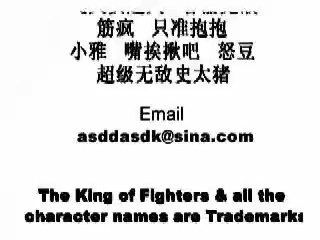 筋疯 只准抱抱
小雅 嘴挨揪吧 怒豆
超级无敌史太猪
Email
asddasdk@sina.com
The King of Fighters & all the
character names are Trademarks